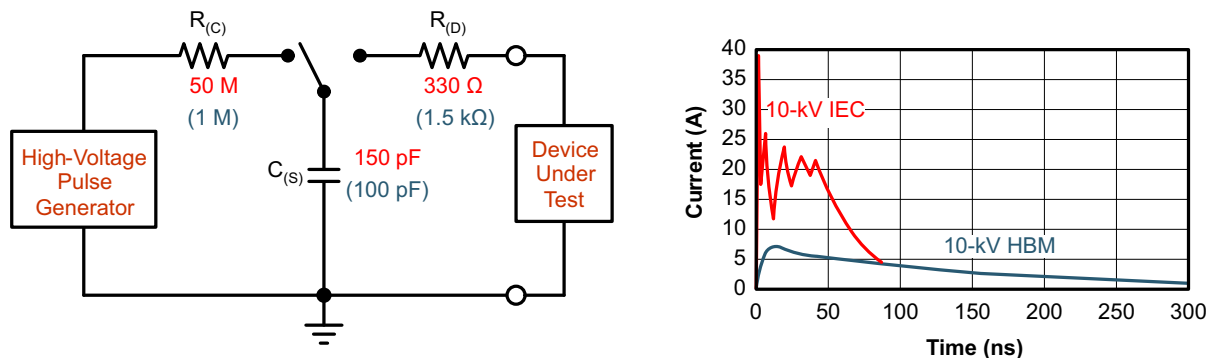 R(C)
R(D)
50 M
(1 M)
330 Ω
(1.5 kΩ)
High-Voltage
Pulse
Generator
C(S)
150 pF
(100 pF)
Device
Under
Test
40
35
30
25
20
15
10
5
0
Current (A)
10-kV IEC
10-kV HBM
0
50
100
150
200
250
300
Time (ns)